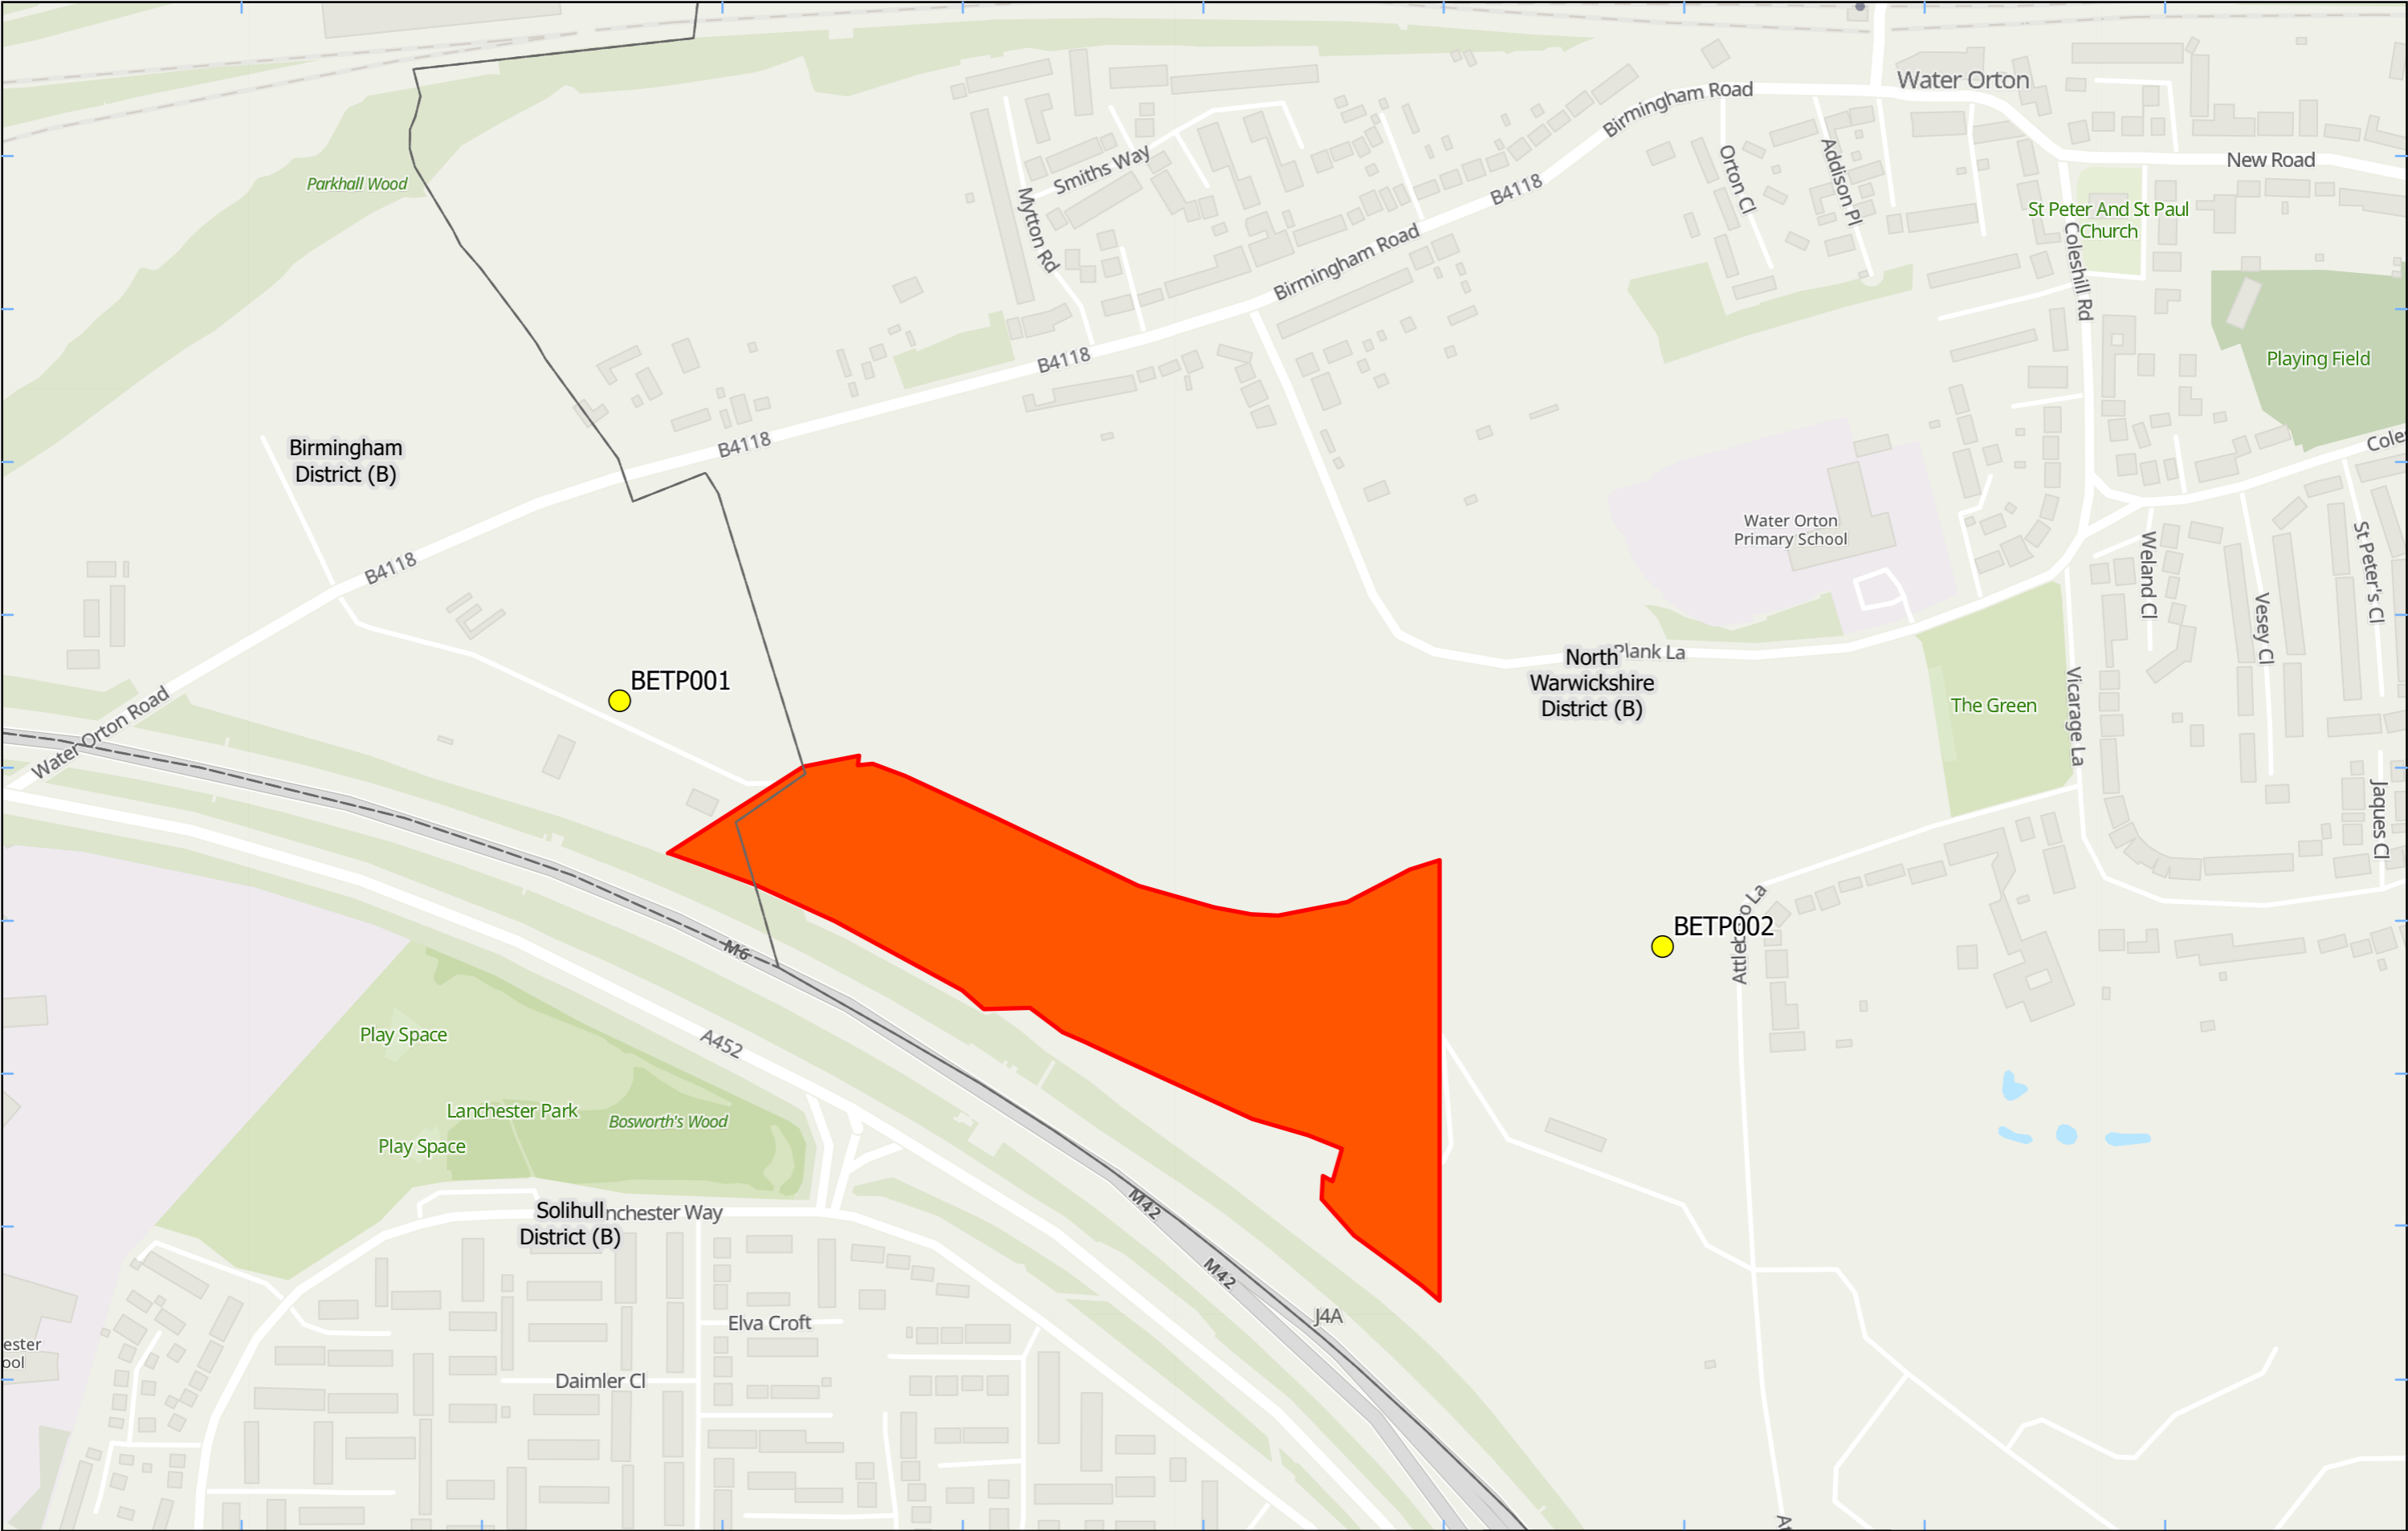 Water Orton
Birmingham Road
New Road
Smiths Way
Orton Cl
Addison Pl
Parkhall Wood
B4118
St Peter And St Paul
Church
Mytton Rd
Birmingham Road
Coleshill Rd
B4118
Playing Field
B4118
Birmingham
District (B)
Water Orton
Primary School
B4118
Weland Cl
St Peter's Cl
Vesey Cl
Plank La
North
Warwickshire
District (B)
BETP001
The Green
Vicarage La
Water Orton Road
Jaques Cl
BETP002
M6
Play Space
A452
Lanchester Park
Bosworth's Wood
Play Space
M42
Solihull
nchester Way
District (B)
M42
Elva Croft
J4A
ester
ool
Daimler Cl